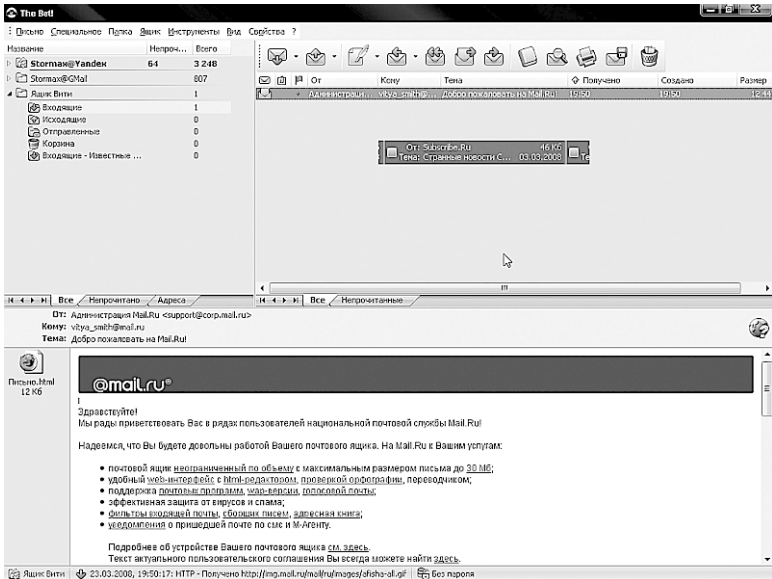 The Bat!
Письмо Специальное Папка Ящик Инструменты Вид Свойства ?
Название Непроч... Всего
Stormax@Yandex 64 3 248
Stormax@GMail 807
Ящик Вити 1
Входящие 1
Исходящие 0
Отправленные 0
Корзина 0
Входящие - Известные ... 0
От Кому Тема Получено Создано Размер
Администраци... vitya_smith@... Добро пожаловать на Mail.Ru! 19:50 19:50 12 44
От: Subscribe.Ru 46 Кб
Тема: Странные новости С... 03.03.2008 Те
Все Непрочитано Адреса
Все Непрочитанные
От: Администрация Mail.Ru <support@corp.mail.ru>
Кому: vitya_smith@mail.ru
Тема: Добро пожаловать на Mail.Ru!
Письмо.html
12 Кб
@mail.ru®
Здравствуйте!
Мы рады приветствовать Вас в рядах пользователей национальной почтовой службы Mail.Ru!
Надеемся, что Вы будете довольны работой Вашего почтового ящика. На Mail.Ru к Вашим услугам:
• почтовый ящик неограниченный по объему с максимальным размером письма до 30 Мб;
• удобный web-интерфейс с html-редактором, проверкой орфографии, переводчиком;
• поддержка почтовых программ, wap-версии, голосовой почты;
• эффективная защита от вирусов и спама;
• фильтры входящей почты, сборщик писем, адресная книга;
• уведомления о пришедшей почте по смс и М-Агенту.
Подробнее об устройстве Вашего почтового ящика см. здесь.
Текст актуального пользовательского соглашения Вы всегда можете найти здесь.
Ящик Вити 23.03.2008, 19:50:17: HTTP - Получено http://img.mail.ru/mail/ru/images/afisha-all.gif Без пароля